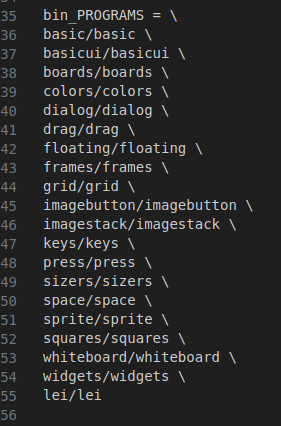 35 bin_PROGRAMS = \
36 basic/basic \
37 basicui/basicui \
38 boards/boards \
39 colors/colors \
40 dialog/dialog \
41 drag/drag \
42 floating/floating \
43 frames/frames \
44 grid/grid \
45 imagebutton/imagebutton \
46 imagestack/imagestack \
47 keys/keys \
48 press/press \
49 sizers/sizers \
50 space/space \
51 sprite/sprite \
52 squares/squares \
53 whiteboard/whiteboard \
54 widgets/widgets \
55 lei/lei
56